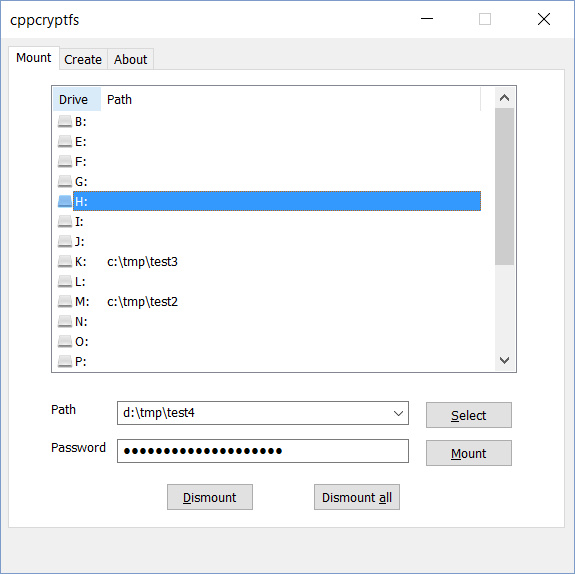 cppcryptfs
Mount Create About
Drive Path
B:
E:
F:
G:
H:
I:
J:
K: c:\tmp\test3
L:
M: c:\tmp\test2
N:
O:
P:
Path d:\tmp\test4 Select
Password ●●●●●●●●●●●●●●●●●●●● Mount
Dismount Dismount all